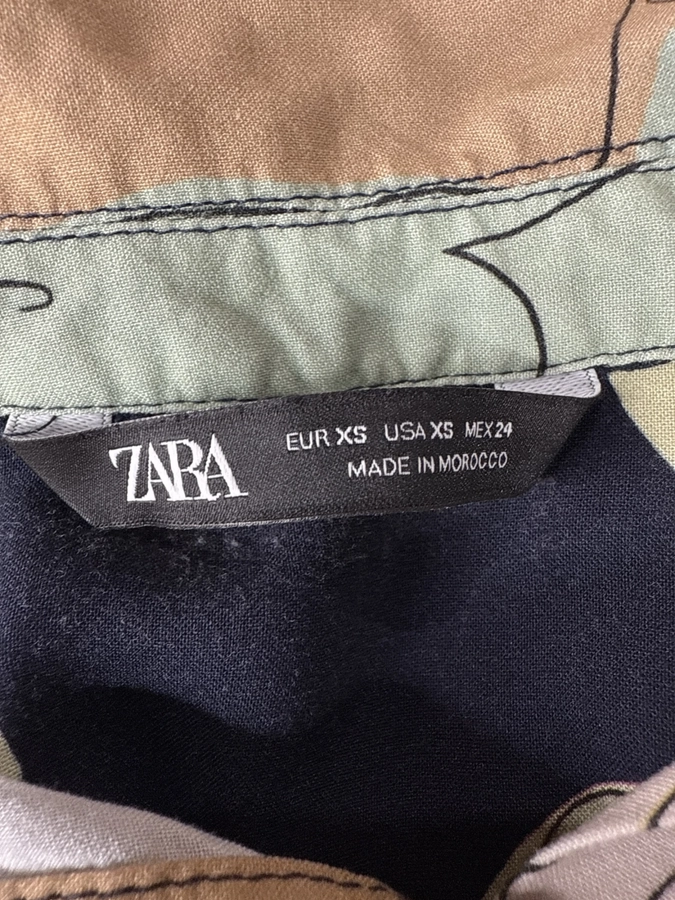 ZARA
EUR XS USA XS MEX 24
MADE IN MOROCCO